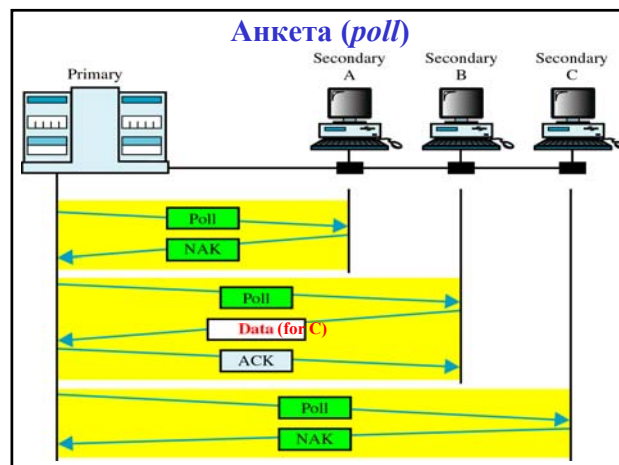 Анкета (poll)
Primary
Secondary
A
Secondary
B
Secondary
C
Poll
NAK
Poll
Data (for C)
ACK
Poll
NAK